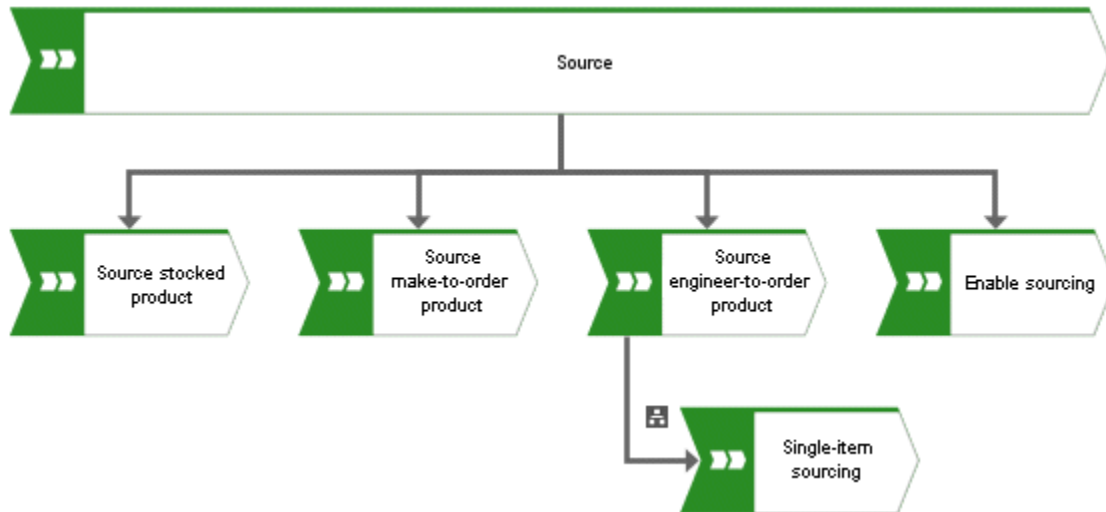 Source
Source stocked
product
Source
make-to-order
product
Source
engineer-to-order
product
Enable sourcing
Single-item
sourcing